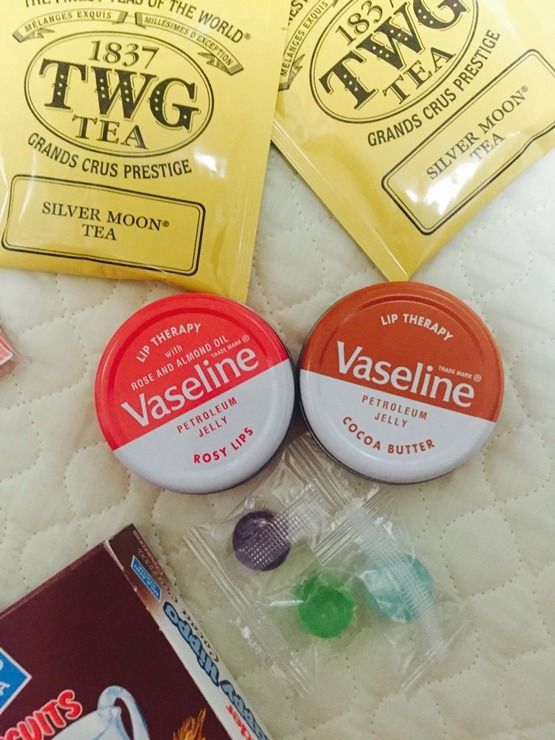 THE FINEST TEAS OF THE WORLD®
MÉLANGES EXQUIS
MILLÉSIMES D'EXCEPTION
1837
TWG
TEA
GRANDS CRUS PRESTIGE
SILVER MOON®
TEA
MÉLANGES EXQUIS
1837
TWG
TEA
GRANDS CRUS PRESTIGE
SILVER MOON®
TEA
LIP THERAPY
with
ROSE AND ALMOND OIL
TRADE MARK ®
Vaseline
PETROLEUM
JELLY
ROSY LIPS
LIP THERAPY
TRADE MARK ®
Vaseline
PETROLEUM
JELLY
COCOA BUTTER
Hippo